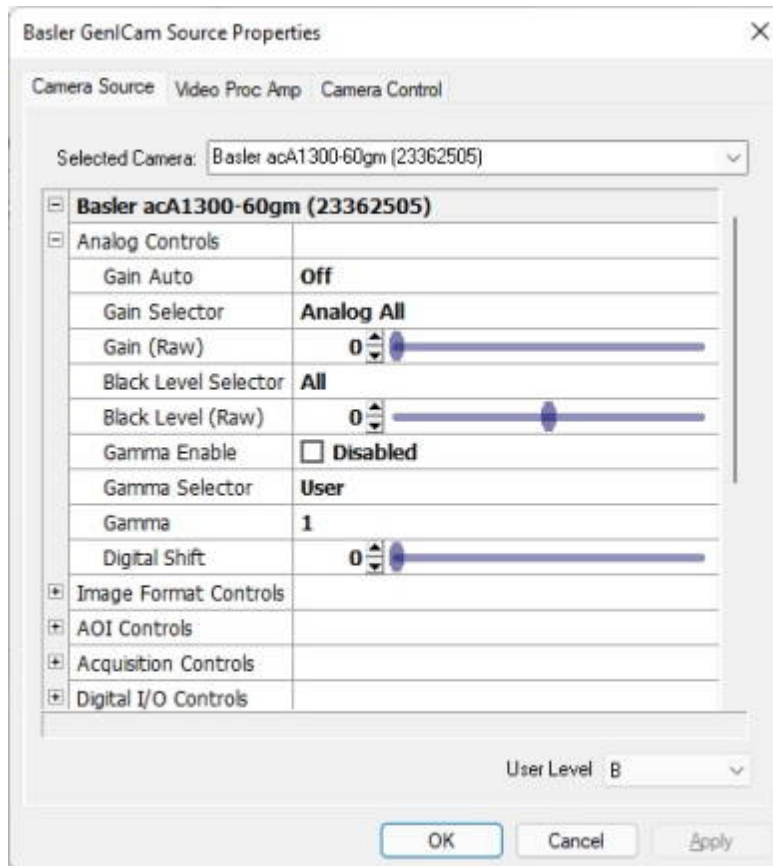 Basler GenICam Source Properties
Camera Source Video Proc Amp Camera Control
Selected Camera: Basler acA1300-60gm (23362505)
Basler acA1300-60gm (23362505)
Analog Controls
Gain Auto Off
Gain Selector Analog All
Gain (Raw) 0
Black Level Selector All
Black Level (Raw) 0
Gamma Enable Disabled
Gamma Selector User
Gamma 1
Digital Shift 0
Image Format Controls
AOI Controls
Acquisition Controls
Digital I/O Controls
User Level B
OK Cancel Apply